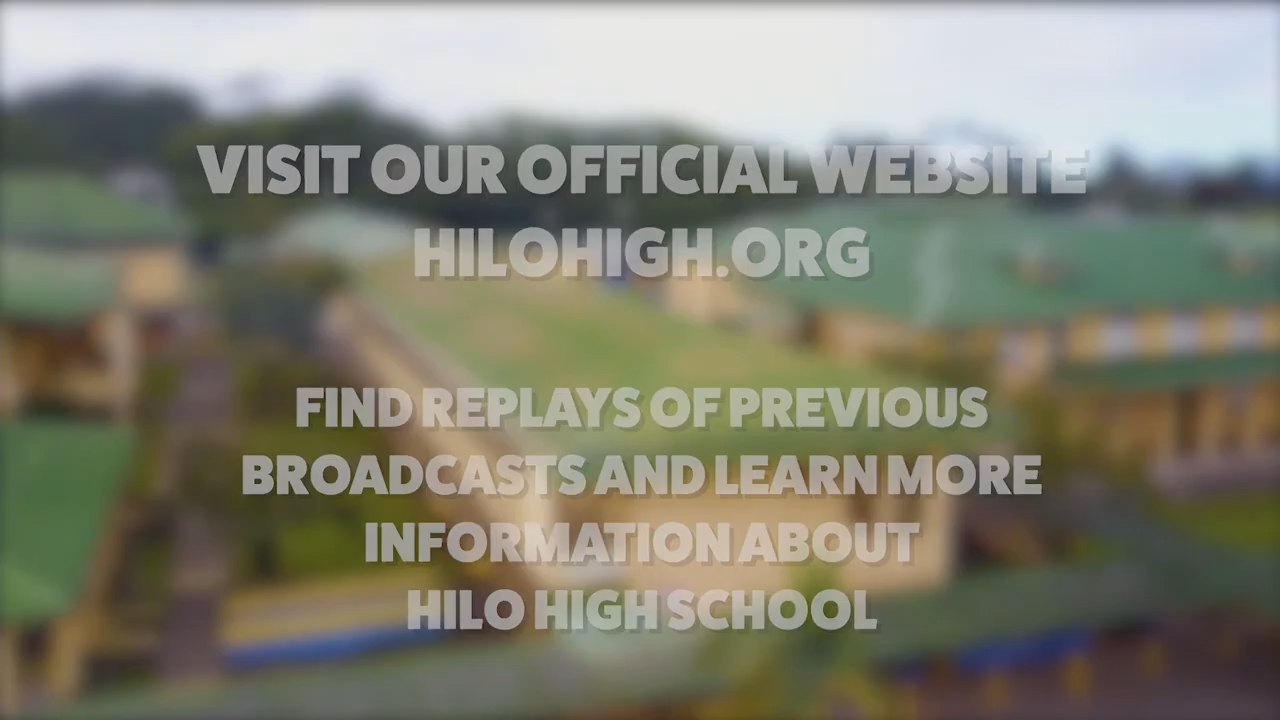 VISIT OUR OFFICIAL WEBSITE
HILOHIGH.ORG
FIND REPLAYS OF PREVIOUS
BROADCASTS AND LEARN MORE
INFORMATION ABOUT
HILO HIGH SCHOOL